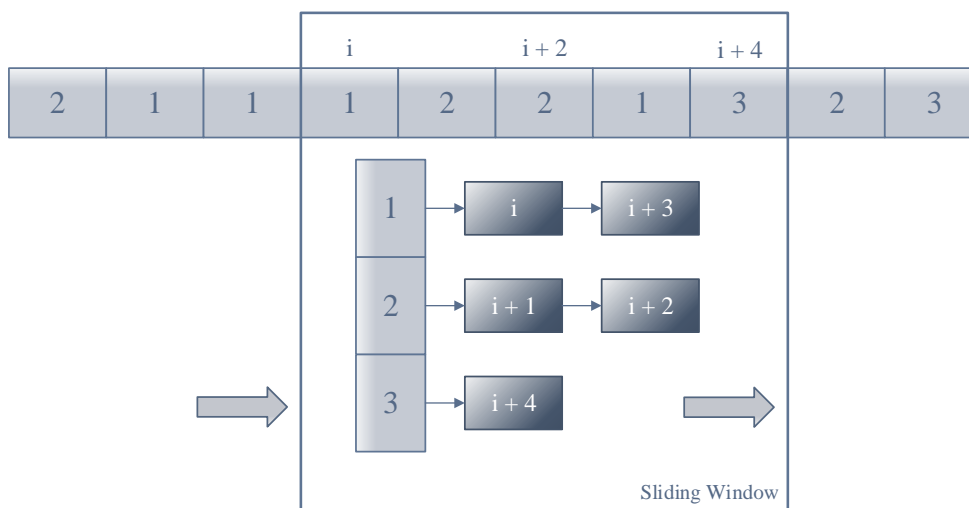 i i + 2 i + 4
2 1 1 1 2 2 1 3 2 3
1 i i + 3
2 i + 1 i + 2
3 i + 4
Sliding Window